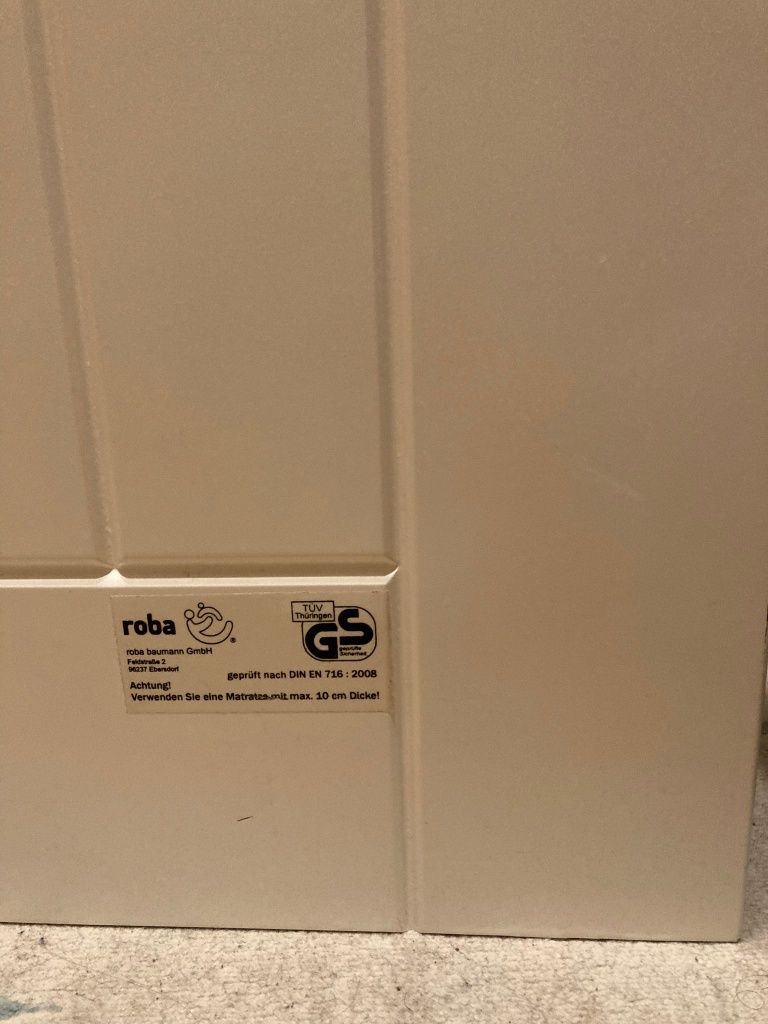 roba ®
TÜV
Thüringen
GS
geprüfte
Sicherheit
roba baumann GmbH
Feldstraße 2
96237 Ebersdorf
geprüft nach DIN EN 716 : 2008
Achtung!
Verwenden Sie eine Matratze mit max. 10 cm Dicke!